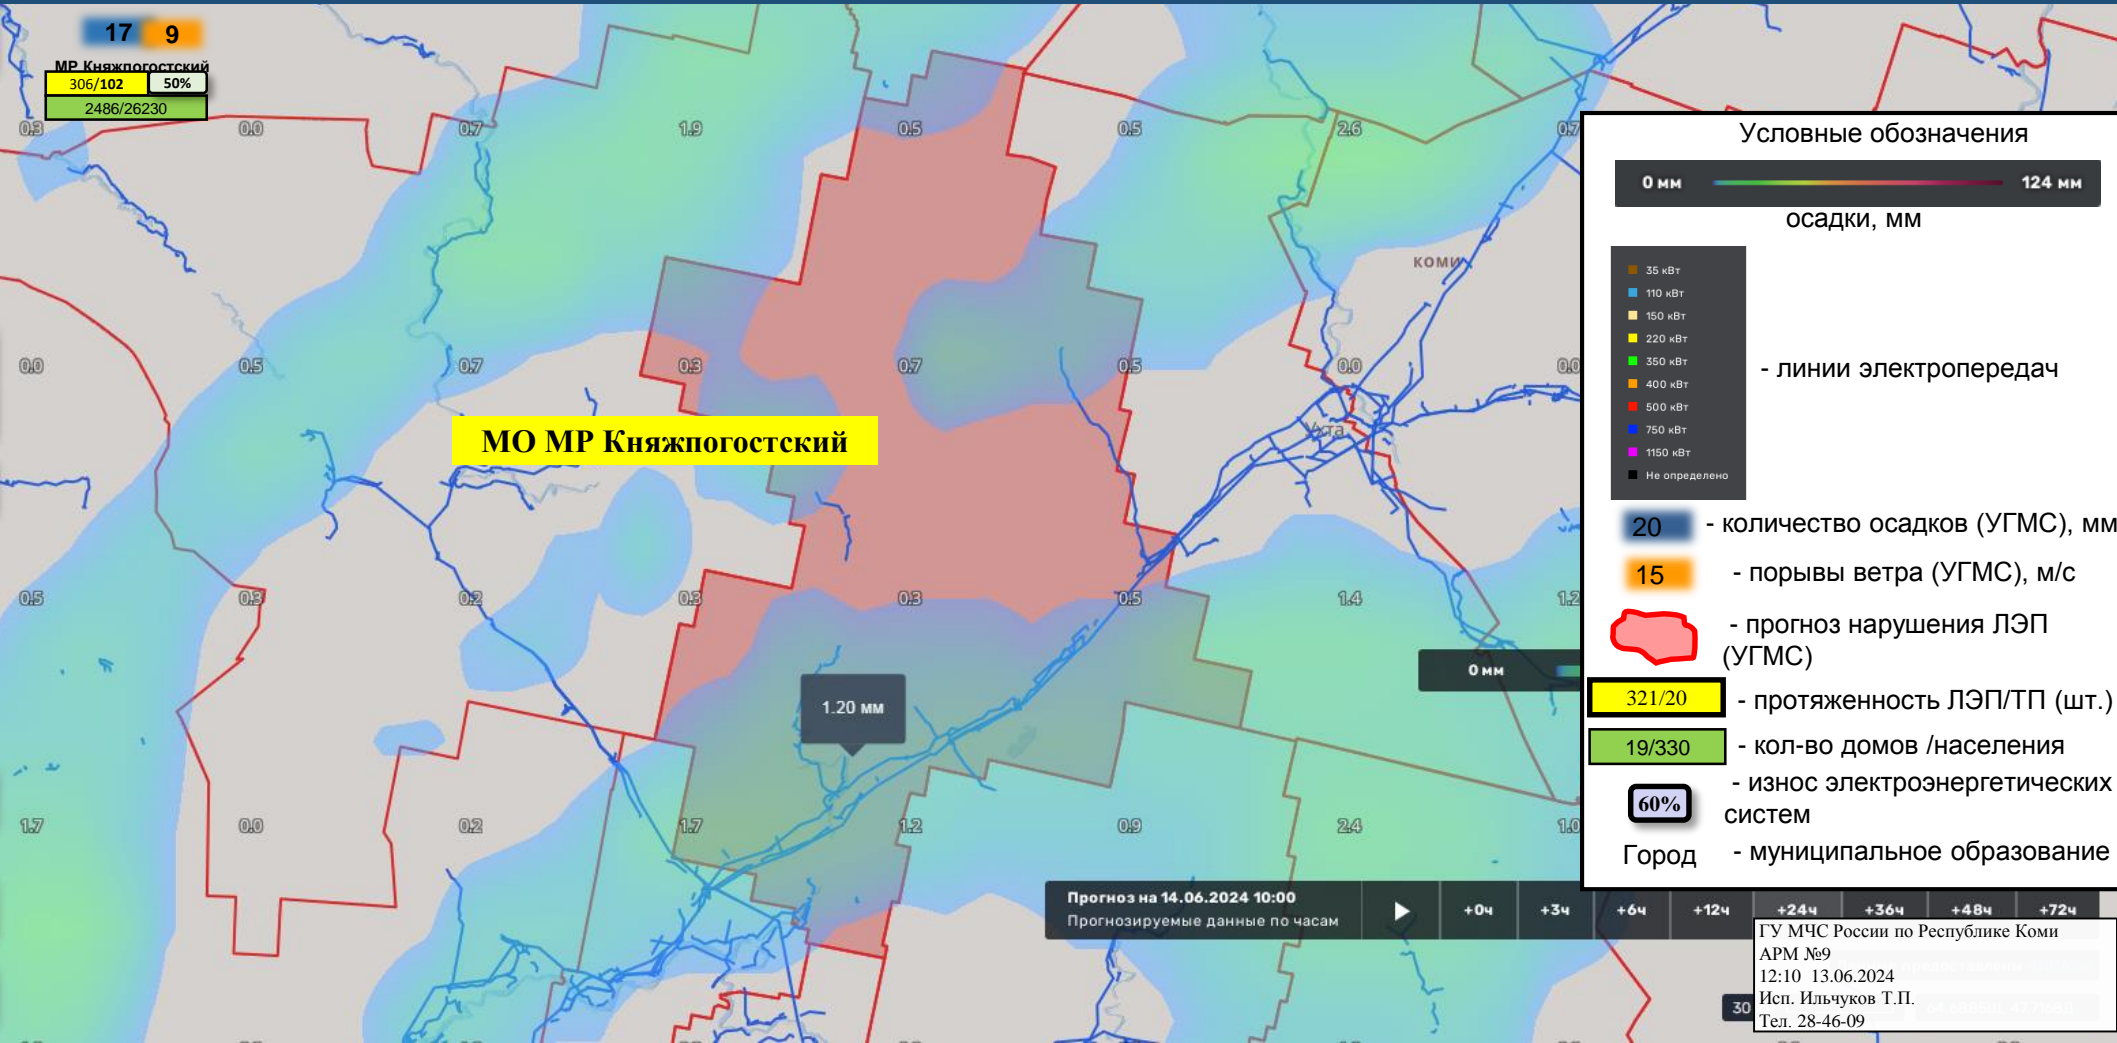 17 9
МР Княжпогостский
306/102 50%
2486/26230
0.3 0.0 0.7 1.9 0.5 0.5 2.6 0.7
КОМИ
0.0 0.5 0.7 0.3 0.7 0.5 0.0 0.0
Ухта
МО МР Княжпогостский
0.5 0.3 0.2 0.3 0.3 0.5 1.4 1.2
0 мм
1.20 мм
1.7 0.0 0.2 1.7 1.2 0.9 2.4 1.0
Условные обозначения
0 мм 124 мм
осадки, мм
35 кВт
110 кВт
150 кВт
220 кВт
350 кВт
400 кВт
500 кВт
750 кВт
1150 кВт
Не определено
- линии электропередач
20 - количество осадков (УГМС), мм
15 - порывы ветра (УГМС), м/с
- прогноз нарушения ЛЭП
(УГМС)
321/20 - протяженность ЛЭП/ТП (шт.)
19/330 - кол-во домов /населения
60% - износ электроэнергетических
систем
Город - муниципальное образование
Прогноз на 14.06.2024 10:00
Прогнозируемые данные по часам
+0ч +3ч +6ч +12ч +24ч +36ч +48ч +72ч
ГУ МЧС России по Республике Коми
АРМ №9
12:10 13.06.2024
Исп. Ильчуков Т.П.
Тел. 28-46-09
30